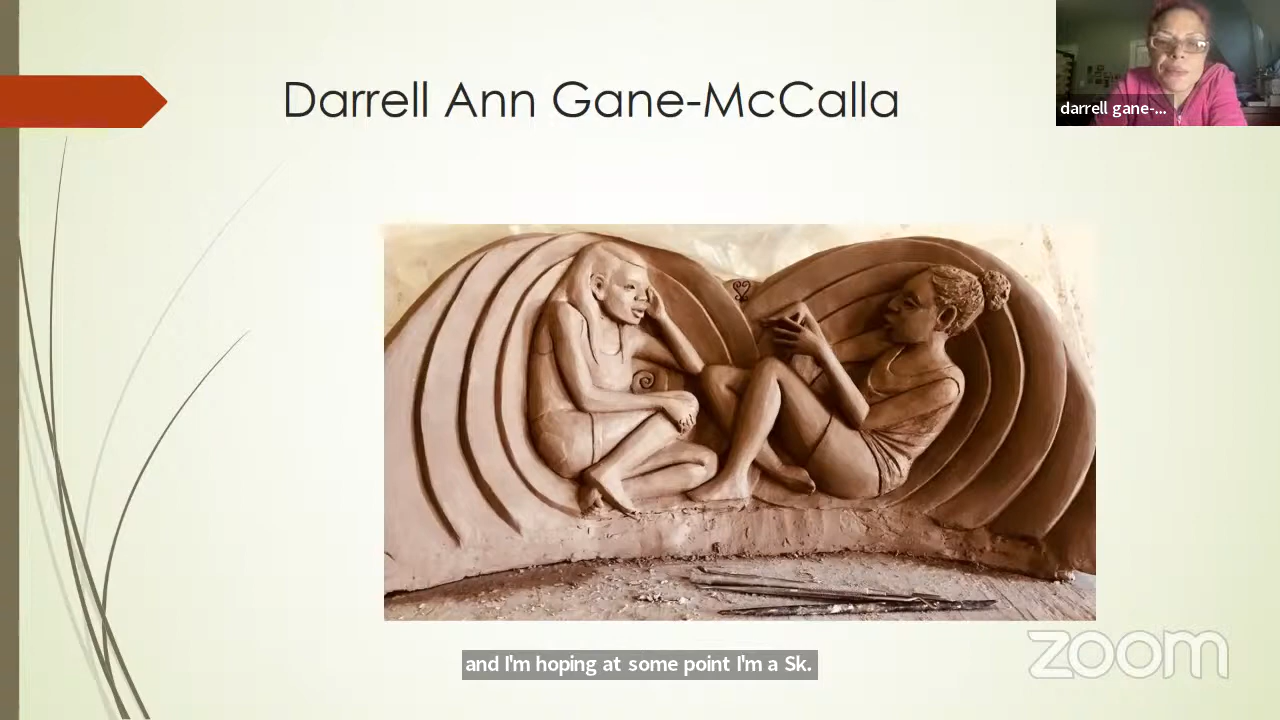 Darrell Ann Gane-McCalla
darrell gane-...
and I'm hoping at some point I'm a Sk.
zoom